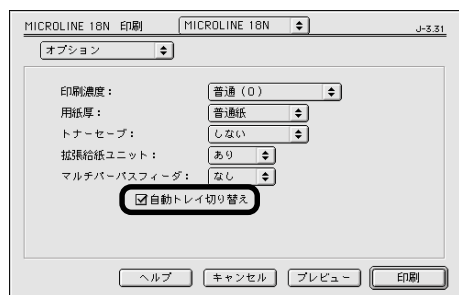 MICROLINE 18N 印刷 MICROLINE 18N J-3.31
オプション
印刷濃度： 普通（0）
用紙厚： 普通紙
トナーセーブ： しない
拡張給紙ユニット： あり
マルチパーパスフィーダ： なし
自動トレイ切り替え
ヘルプ キャンセル プレビュー 印刷